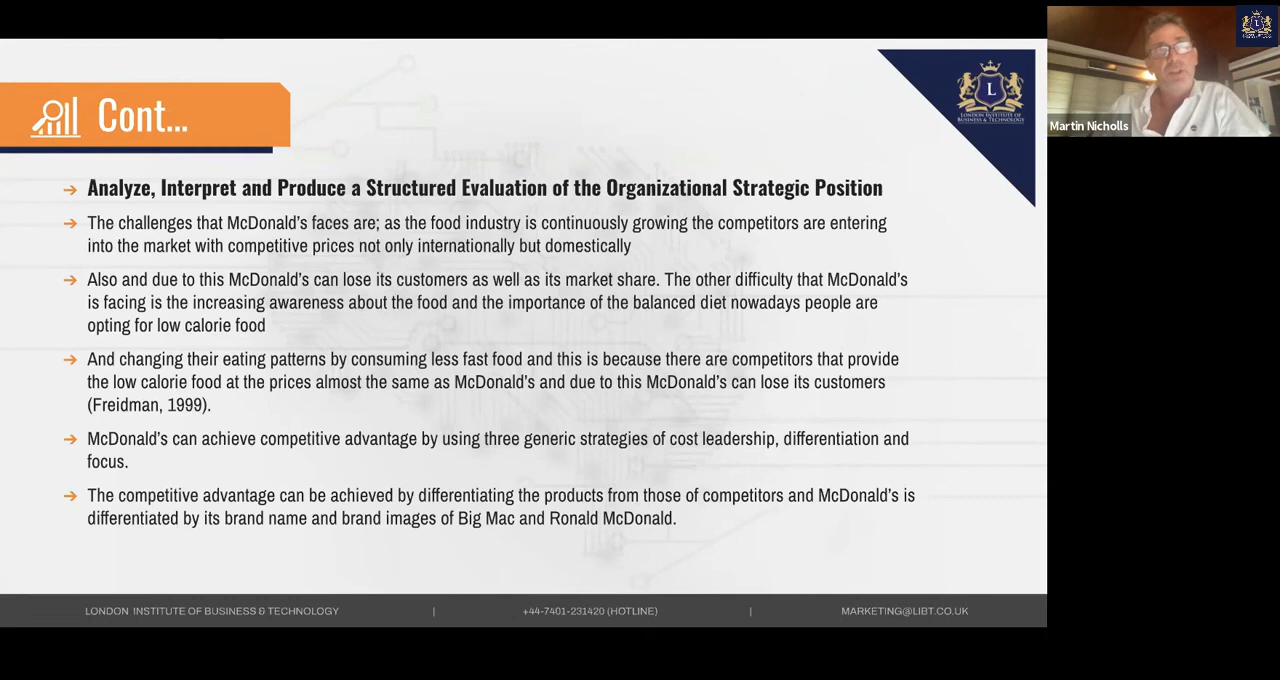 Cont...
L
LONDON INSTITUTE OF
BUSINESS & TECHNOLOGY
Martin Nicholls
Analyze, Interpret and Produce a Structured Evaluation of the Organizational Strategic Position
The challenges that McDonald's faces are; as the food industry is continuously growing the competitors are entering
into the market with competitive prices not only internationally but domestically
Also and due to this McDonald's can lose its customers as well as its market share. The other difficulty that McDonald's
is facing is the increasing awareness about the food and the importance of the balanced diet nowadays people are
opting for low calorie food
And changing their eating patterns by consuming less fast food and this is because there are competitors that provide
the low calorie food at the prices almost the same as McDonald's and due to this McDonald's can lose its customers
(Freidman, 1999).
McDonald's can achieve competitive advantage by using three generic strategies of cost leadership, differentiation and
focus.
The competitive advantage can be achieved by differentiating the products from those of competitors and McDonald's is
differentiated by its brand name and brand images of Big Mac and Ronald McDonald.
LONDON INSTITUTE OF BUSINESS & TECHNOLOGY | +44-7401-231420 (HOTLINE) | MARKETING@LIBT.CO.UK